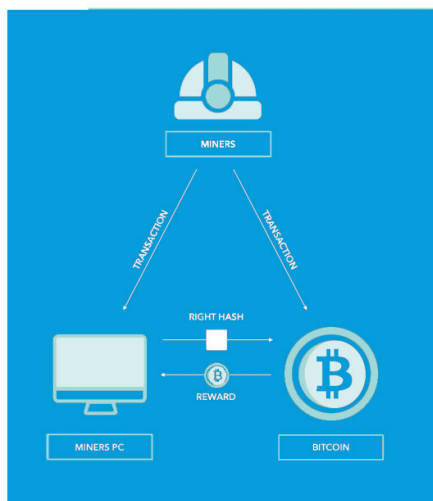 MINERS
TRANSACTION
TRANSACTION
RIGHT HASH
REWARD
MINERS PC
BITCOIN